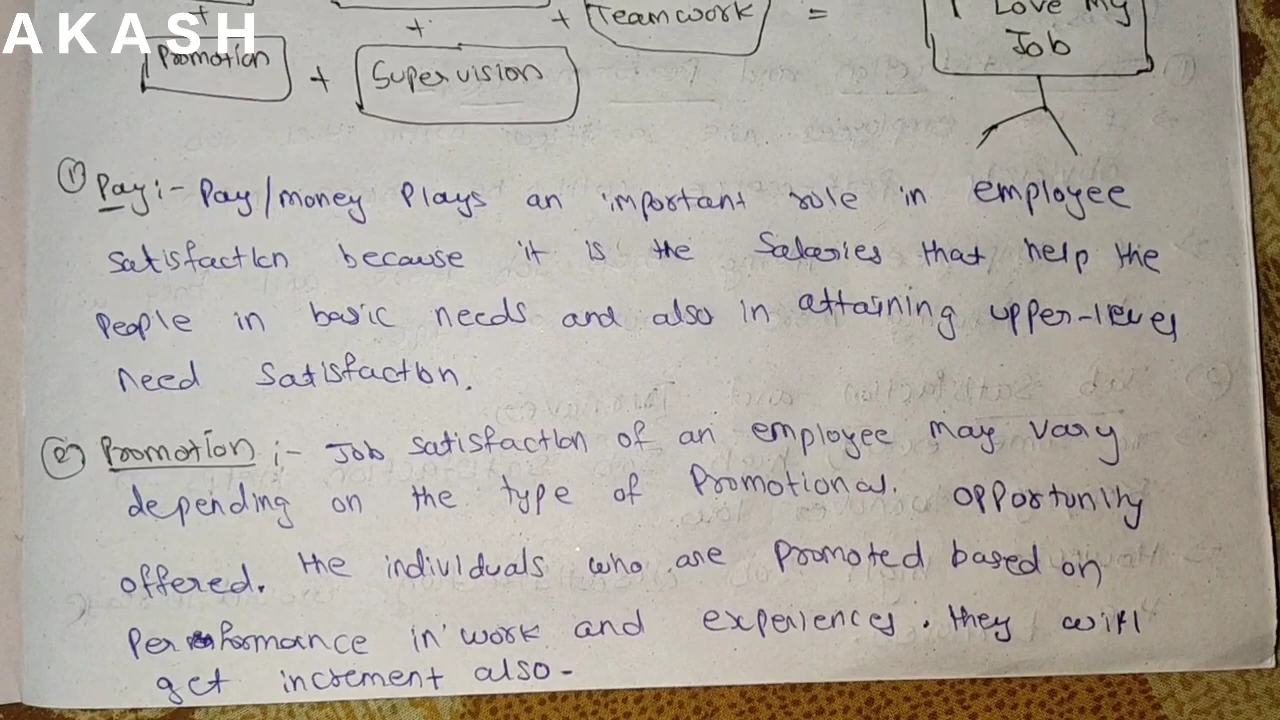 AKASH
+ + + Teamwork = I Love My
Job
Promotion + Supervision
① Pay :- Pay/money Plays an important role in employee
satisfaction because it is the Salaries that help the
People in basic needs and also in attaining upper-level
need satisfaction.
② Promotion :- Job satisfaction of an employee may vary
depending on the type of Promotional. opportunity
offered. the individuals who are promoted based on
Performance in work and experiences. they will
get increment also-